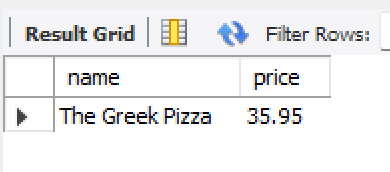 Result Grid Filter Rows:
name price
The Greek Pizza 35.95